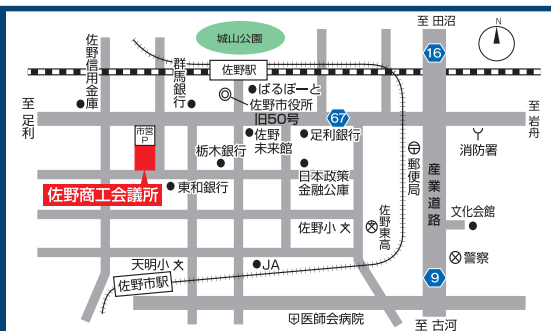 至 田沼
N
城山公園
16
佐野信用
金庫
群馬
銀行
佐野駅
ぱるぽーと
佐野市役所
至 足利
旧50号
67
至 岩舟
市営
P
佐野
未来館
足利銀行
消防署
栃木銀行
郵便局
産業道路
東和銀行
日本政策
金融公庫
佐野商工会議所
佐野小
佐野東高
文化会館
天明小
JA
警察
佐野市駅
9
医師会病院
至 古河